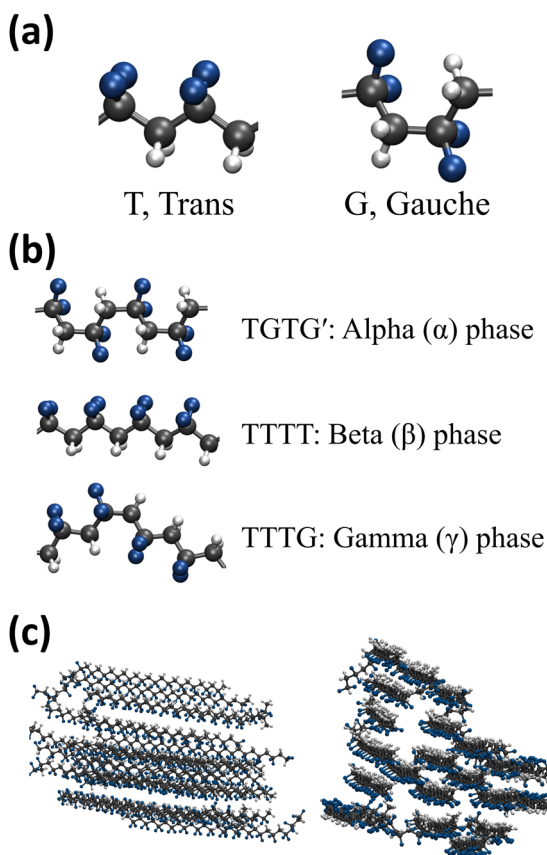 (a)
T, Trans
G, Gauche
(b)
TGTG′: Alpha (α) phase
TTTT: Beta (β) phase
TTTG: Gamma (γ) phase
(c)